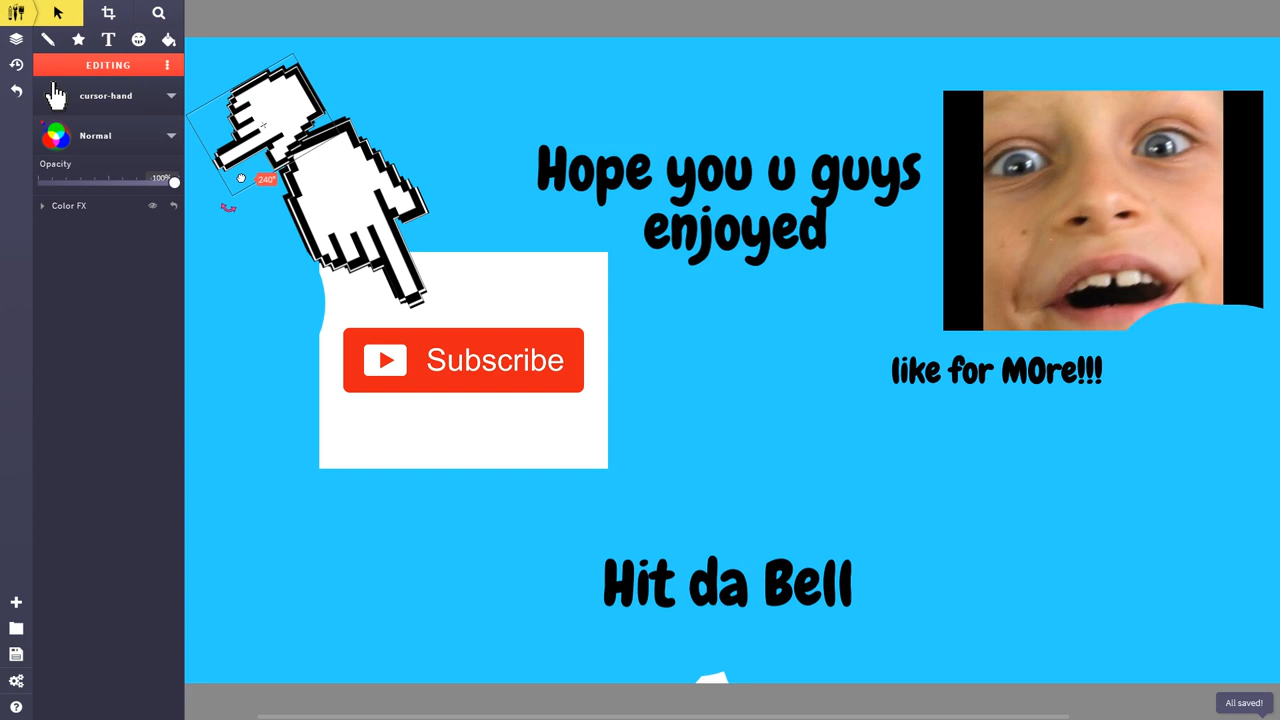 EDITING
cursor-hand
Normal
Opacity
100%
Color FX
240°
Hope you u guys
enjoyed
Subscribe
like for MOre!!!
Hit da Bell
All saved!